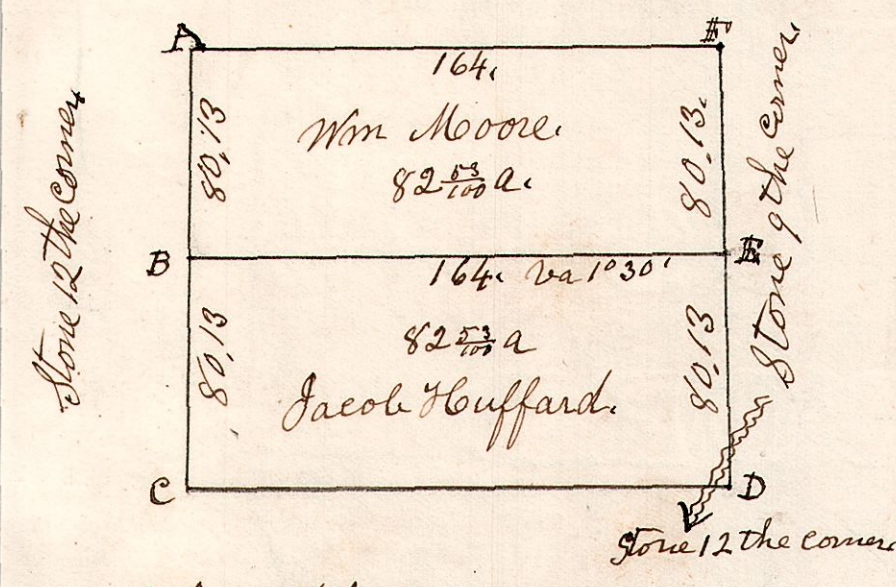 A F
164.
Wm Moore.
82 53/100 a.
80.13
80.13.
Stone 12 the Corner
Stone 9 the Corner
B E
164. va 1° 30'
82 53/100 a
Jacob Huffard.
80.13
80.13
C D
Stone 12 the corner